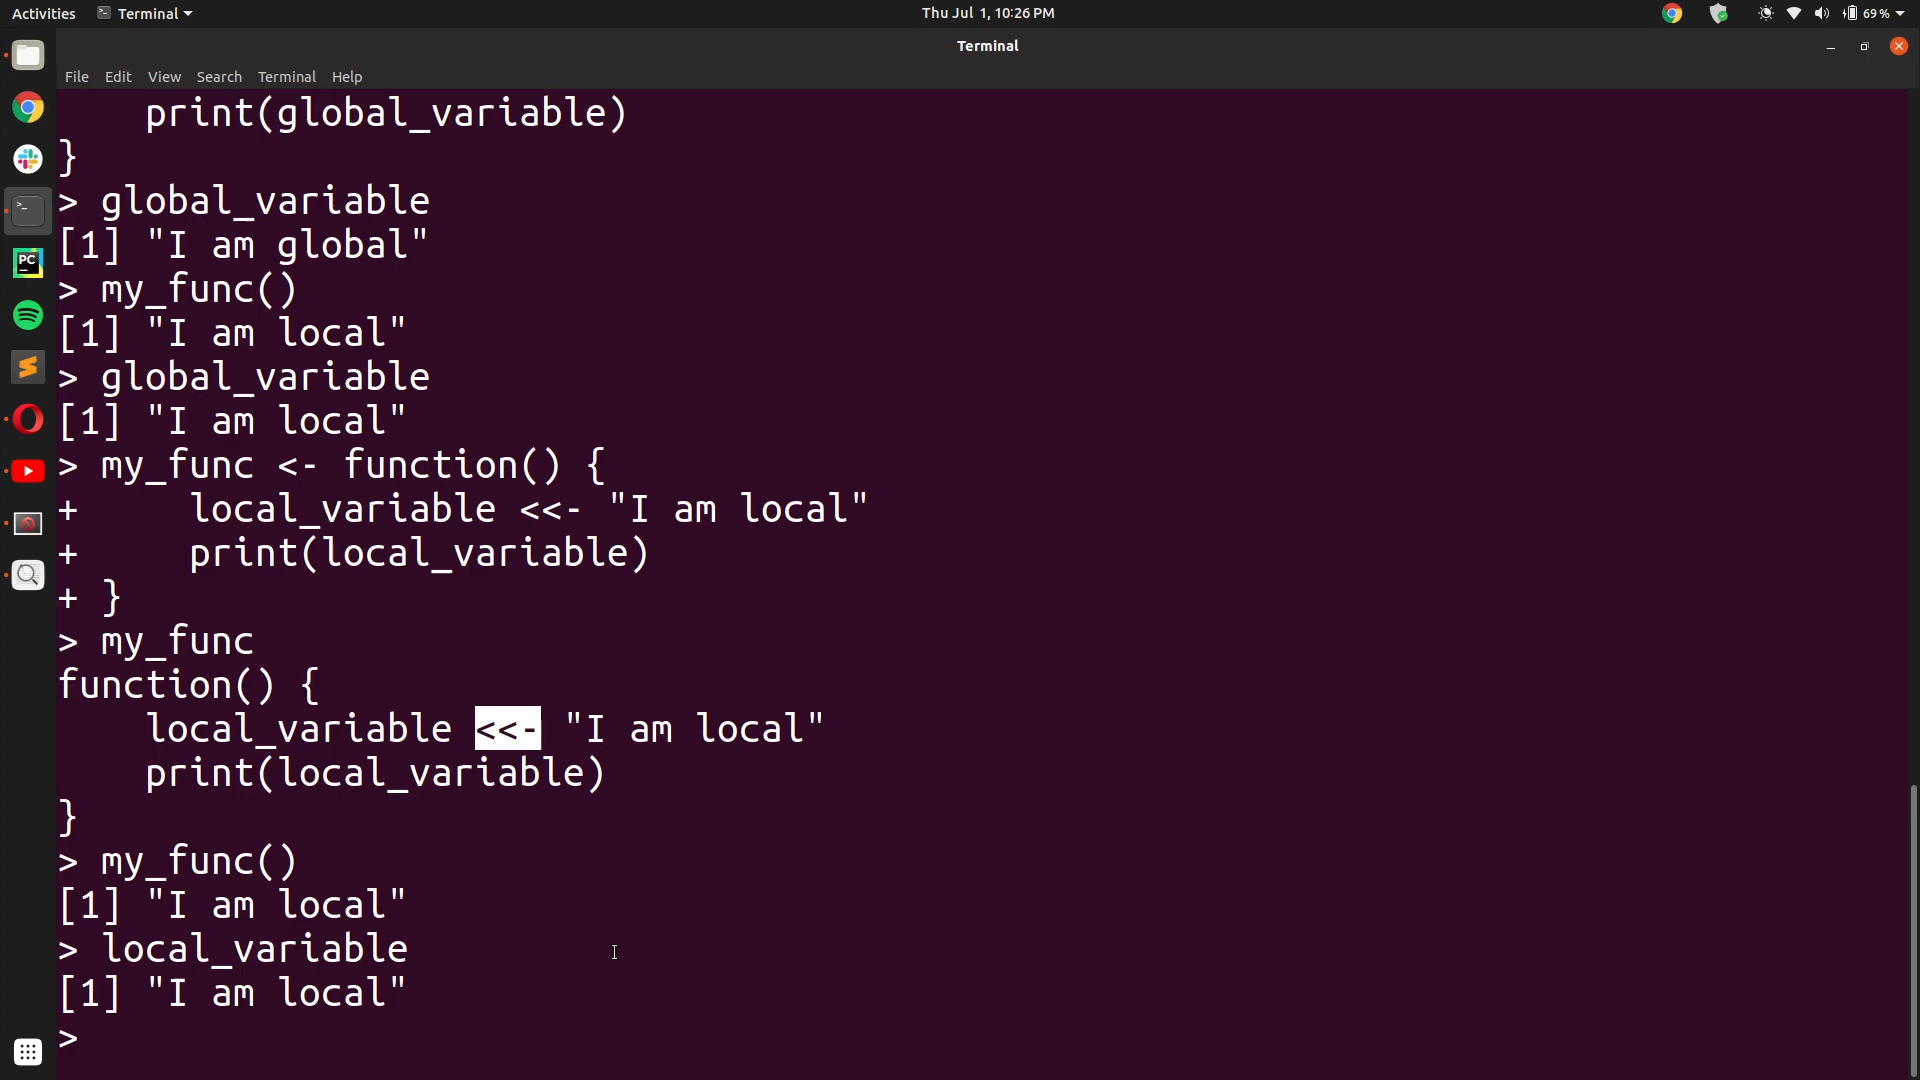 Activities Terminal Thu Jul 1, 10:26 PM 69 %
Terminal
File Edit View Search Terminal Help
    print(global_variable)
}
> global_variable
[1] "I am global"
> my_func()
[1] "I am local"
> global_variable
[1] "I am local"
> my_func <- function() {
+     local_variable <<- "I am local"
+     print(local_variable)
+ }
> my_func
function() {
    local_variable <<- "I am local"
    print(local_variable)
}
> my_func()
[1] "I am local"
> local_variable
[1] "I am local"
>
>_
PC